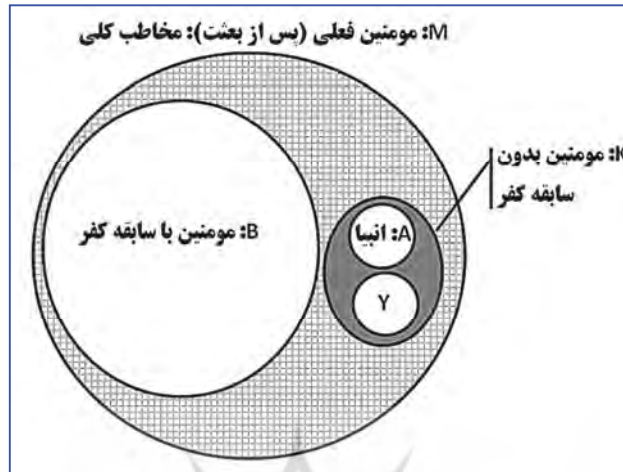 M: مومنین فعلی (پس از بعثت): مخاطب کلی
K: مومنین بدون
سابقه کفر
A: انبیا
B: مومنین با سابقه کفر
Y